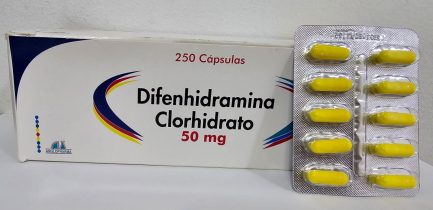 250 Cápsulas
Difenhidramina
Clorhidrato
50 mg